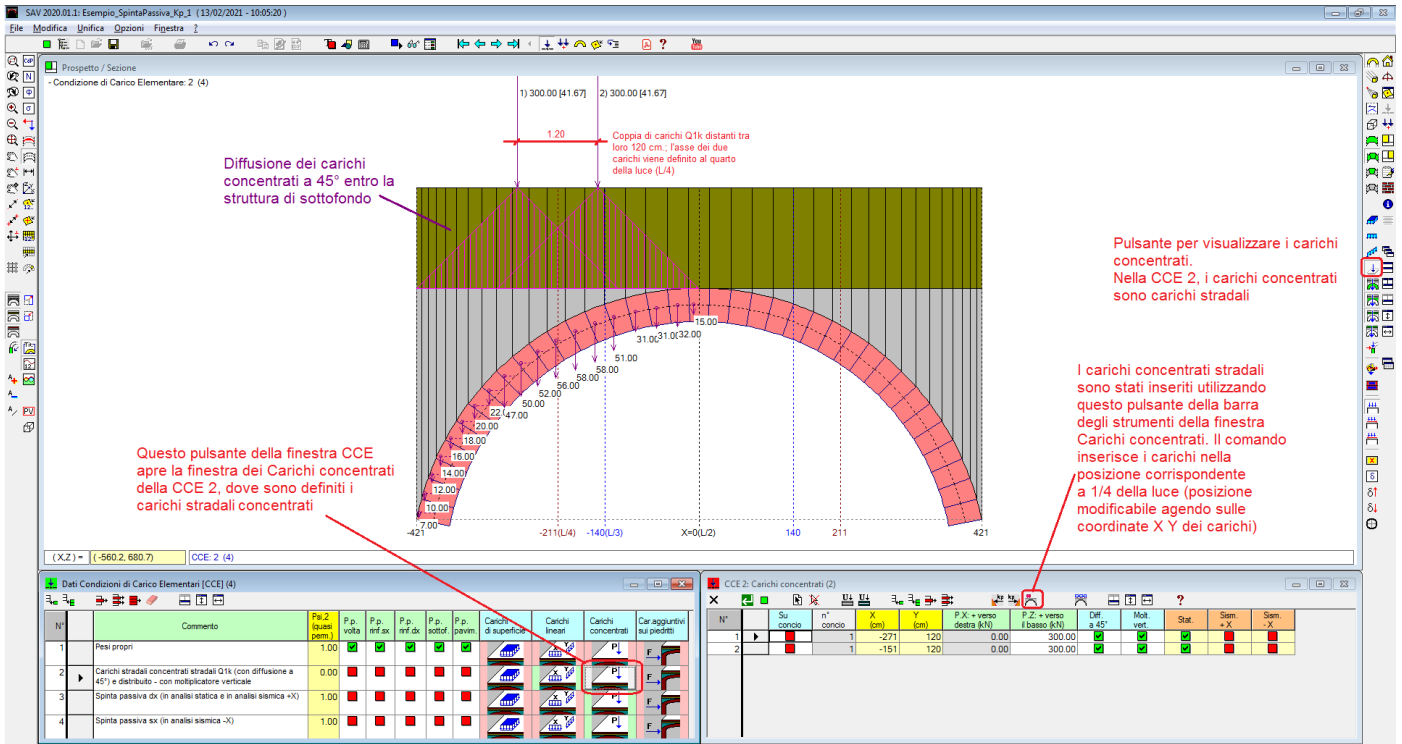 SAV 2020.01.1: Esempio_SpintaPassiva_Kp_1 ( 13/02/2021 - 10:05:20 )
File Modifica Unifica Opzioni Finestra ?
Prospetto / Sezione
- Condizione di Carico Elementare: 2 (4)
1) 300.00 [41.67] 2) 300.00 [41.67]
1.20
Coppia di carichi Q1k distanti tra
loro 120 cm.; l'asse dei due
carichi viene definito al quarto
della luce (L/4)
Diffusione dei carichi
concentrati a 45° entro la
struttura di sottofondo
Pulsante per visualizzare i carichi
concentrati.
Nella CCE 2, i carichi concentrati
sono carichi stradali
I carichi concentrati stradali
sono stati inseriti utilizzando
questo pulsante della barra
degli strumenti della finestra
Carichi concentrati. Il comando
inserisce i carichi nella
posizione corrispondente
a 1/4 della luce (posizione
modificabile agendo sulle
coordinate X Y dei carichi)
Questo pulsante della finestra CCE
apre la finestra dei Carichi concentrati
della CCE 2, dove sono definiti i
carichi stradali concentrati
15.00
32.00
31.00
31.00
51.00
58.00
58.00
56.00
52.00
50.00
47.00
22.
20.00
18.00
16.00
14.00
12.00
10.00
7.00
-421 -211(L/4) -140(L/3) X=0(L/2) 140 211 421
(X,Z) = (-560.2, 680.7) CCE: 2 (4)
Dati Condizioni di Carico Elementari [CCE] (4)
N° Commento Psi,2 (quasi perm.) P.p. volta P.p. rinf.sx P.p. rinf.dx P.p. sottof. P.p. pavim. Carichi di superficie Carichi lineari Carichi concentrati Car.aggiuntivi sui piedritti
1 Pesi propri 1.00
2 Carichi stradali concentrati stradali Q1k (con diffusione a
45°) e distribuito - con moltiplicatore verticale 0.00
3 Spinta passiva dx (in analisi statica e in analisi sismica +X) 1.00
4 Spinta passiva sx (in analisi sismica -X) 1.00
CCE 2: Carichi concentrati (2)
N° Su concio n° concio X (cm) Y (cm) P.X: + verso destra (kN) P.Z: + verso il basso (kN) Diff. a 45° Molt. vert. Stat. Sism. + X Sism. - X
1 1 -271 120 0.00 300.00
2 1 -151 120 0.00 300.00